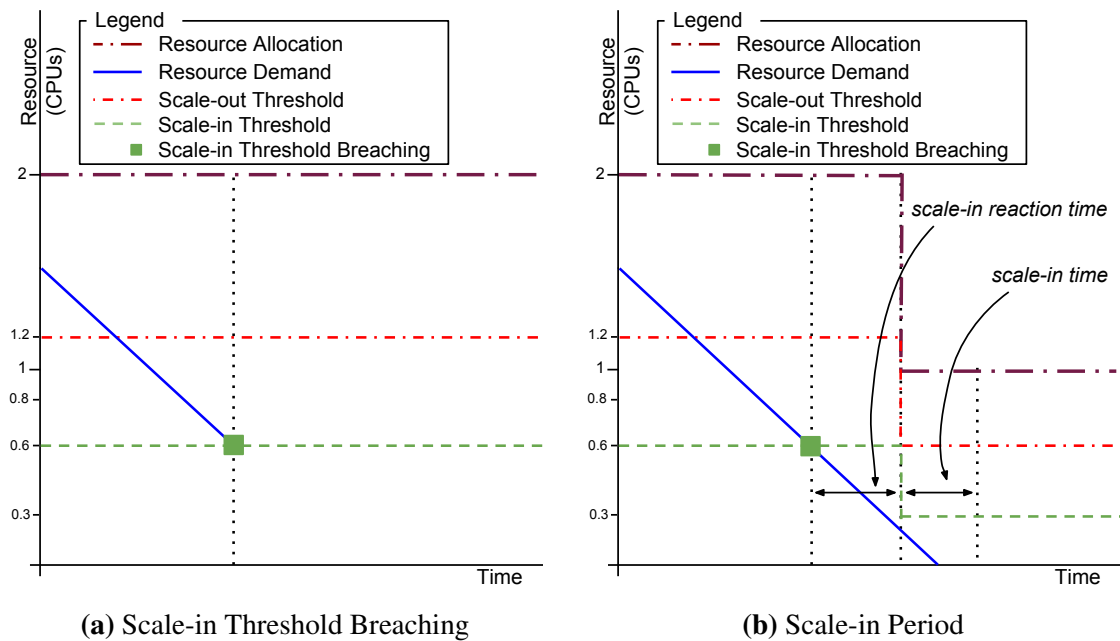 Legend
Resource Allocation
Resource Demand
Scale-out Threshold
Scale-in Threshold
Scale-in Threshold Breaching
Resource
(CPUs)
2
1.2
1
0.8
0.6
0.3
Time
(a) Scale-in Threshold Breaching
Legend
Resource Allocation
Resource Demand
Scale-out Threshold
Scale-in Threshold
Scale-in Threshold Breaching
Resource
(CPUs)
2
scale-in reaction time
scale-in time
1.2
1
0.8
0.6
0.3
Time
(b) Scale-in Period